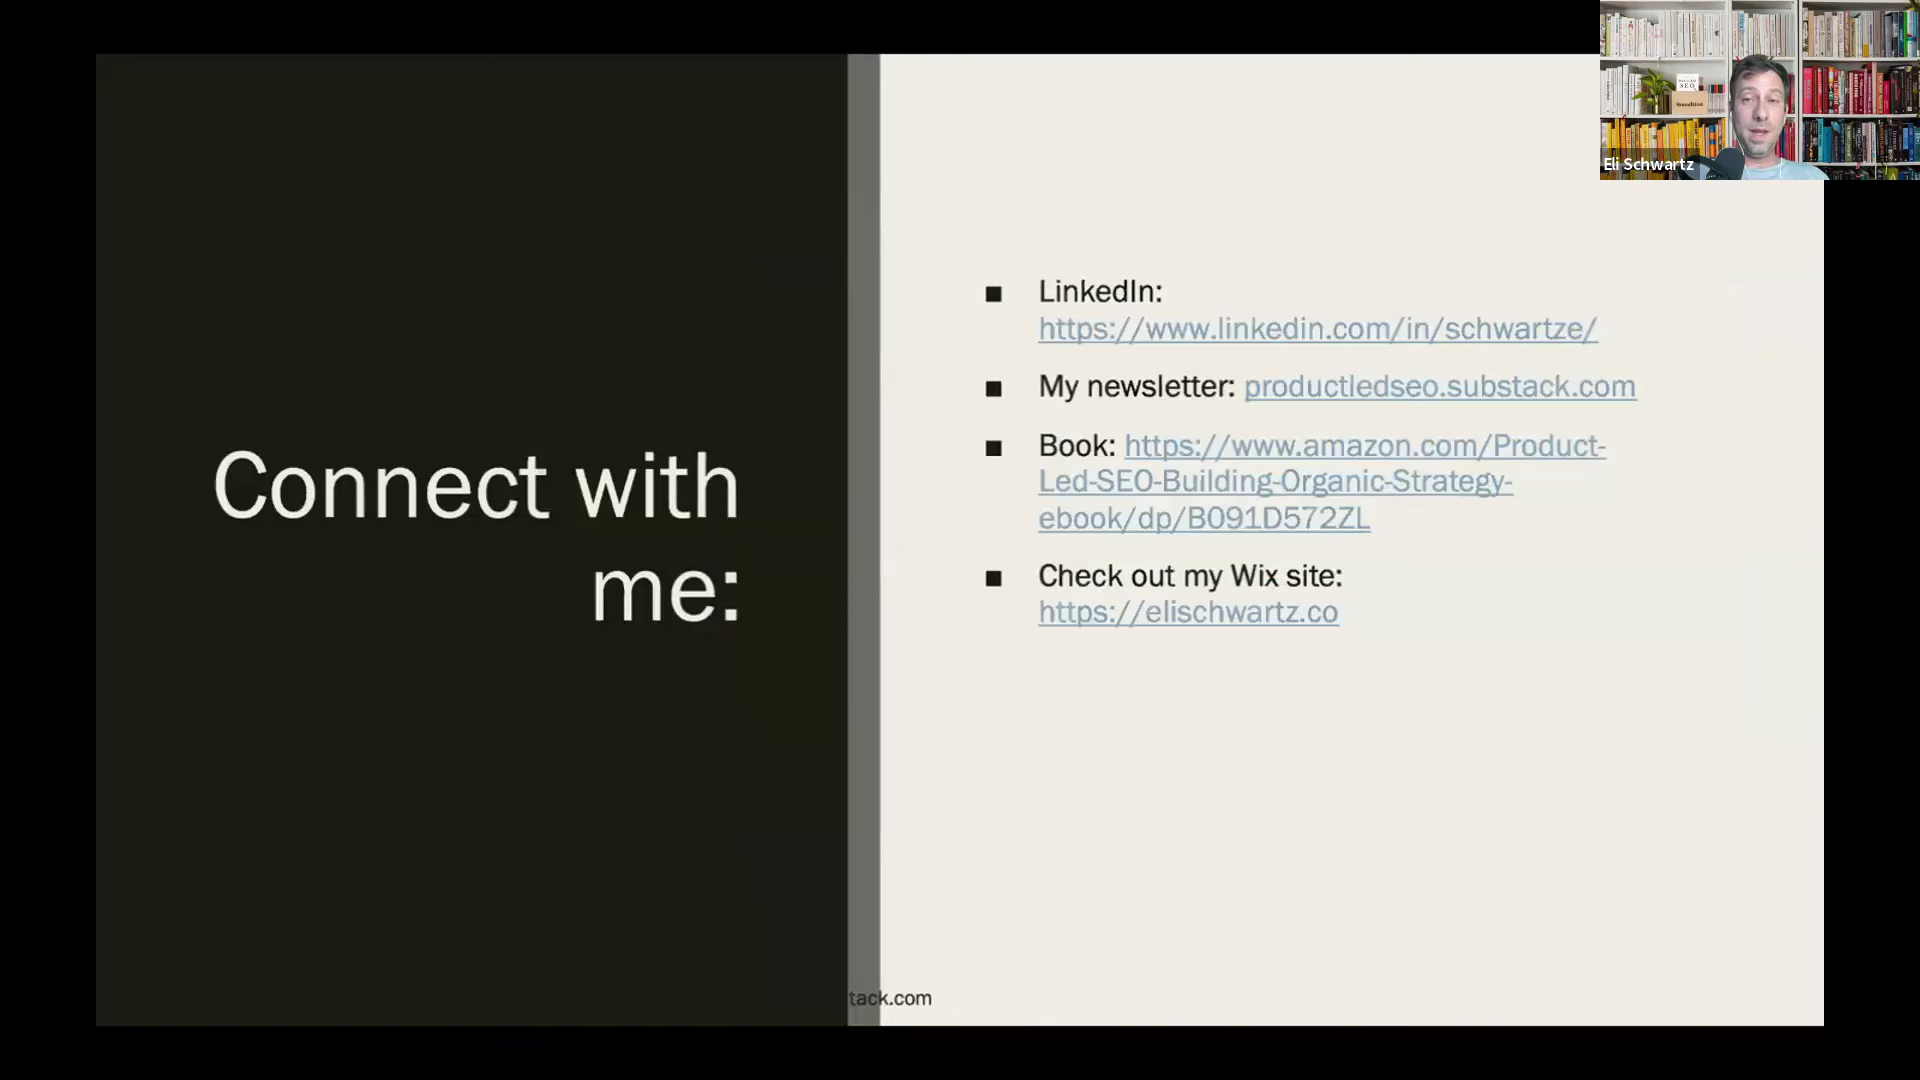 Connect with
me:
■ LinkedIn:
https://www.linkedin.com/in/schwartze/
■ My newsletter: productledseo.substack.com
■ Book: https://www.amazon.com/Product-
Led-SEO-Building-Organic-Strategy-
ebook/dp/B091D572ZL
■ Check out my Wix site:
https://elischwartz.co
tack.com
SEO
Eli Schwartz